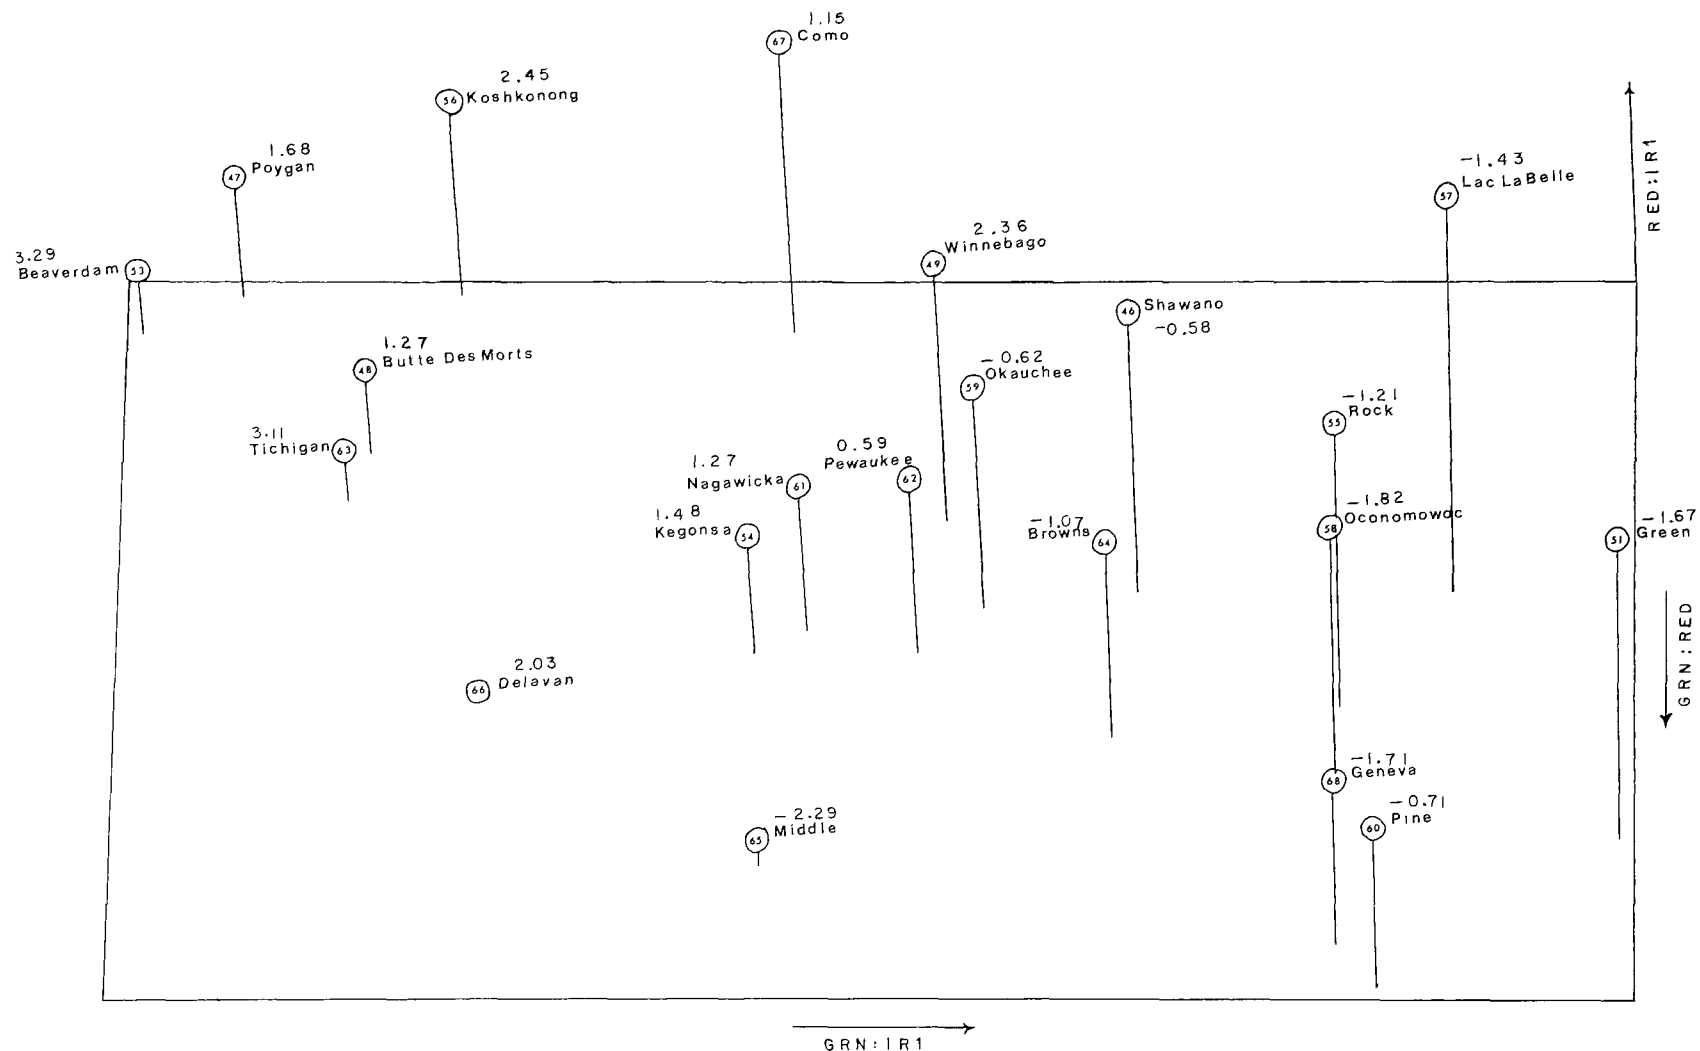 1.15
67 Como
2.45
56 Koshkonong
1.68
47 Poygan
-1.43
57 Lac LaBelle
RED:IR1
3.29
Beaverdam 53
2.36
Winnebago
49
46 Shawano
-0.58
1.27
48 Butte Des Morts
-0.62
59 Okauchee
-1.21
55 Rock
3.11
Tichigan 63
0.59
Pewaukee
62
1.27
Nagawicka 61
1.48
Kegonsa 54
-1.07
Browns 64
-1.82
58 Oconomowoc
-1.67
51 Green
GRN:RED
2.03
66 Delavan
-1.71
68 Geneva
-0.71
60 Pine
-2.29
65 Middle
GRN:IR1